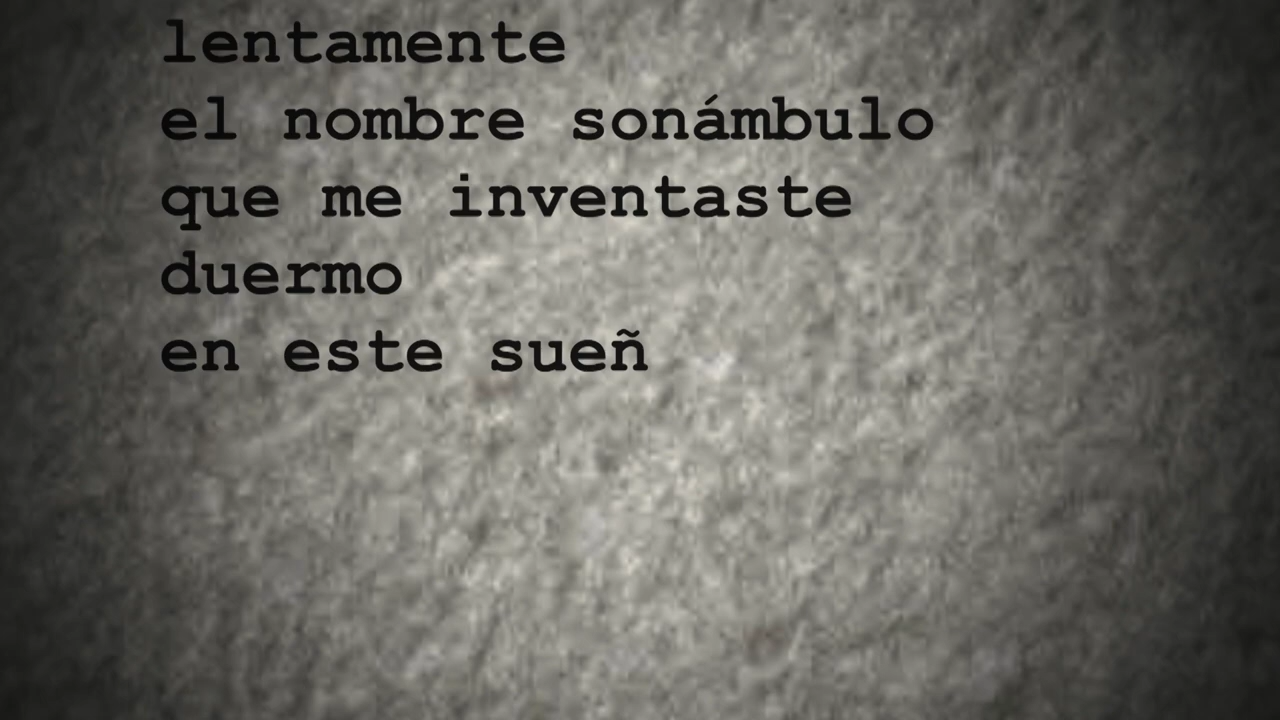 lentamente
el nombre sonámbulo
que me inventaste
duermo
en este sueñ